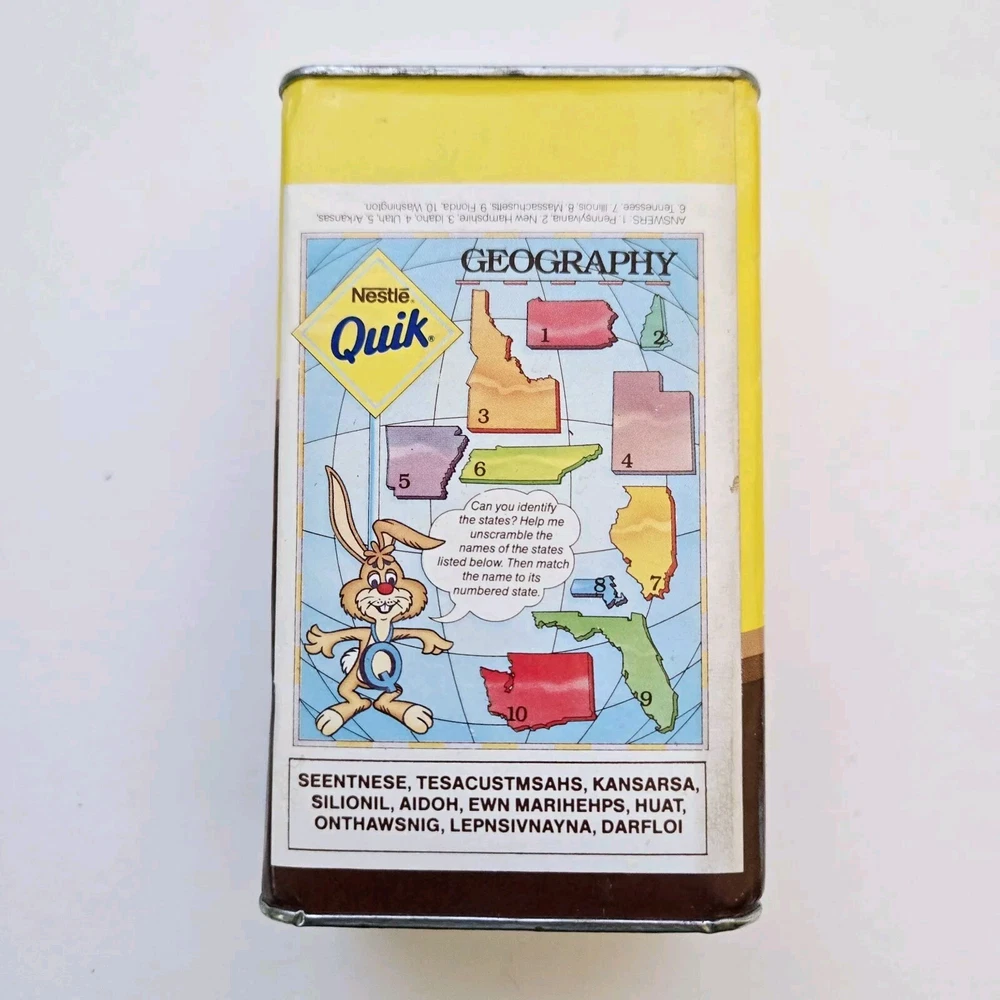 ANSWERS: 1. Pennsylvania, 2. New Hampshire, 3. Idaho, 4. Utah, 5. Arkansas,
6. Tennessee, 7. Illinois, 8. Massachusetts, 9. Florida, 10. Washington
GEOGRAPHY
Nestlé®
Quik®
1
2
3
4
5
6
Can you identify
the states? Help me
unscramble the
names of the states
listed below. Then match
the name to its
numbered state.
7
8
9
10
Q
SEENTNESE, TESACUSTMSAHS, KANSARSA,
SILIONIL, AIDOH, EWN MARIHEHPS, HUAT,
ONTHAWSNIG, LEPNSIVNAYNA, DARFLOI